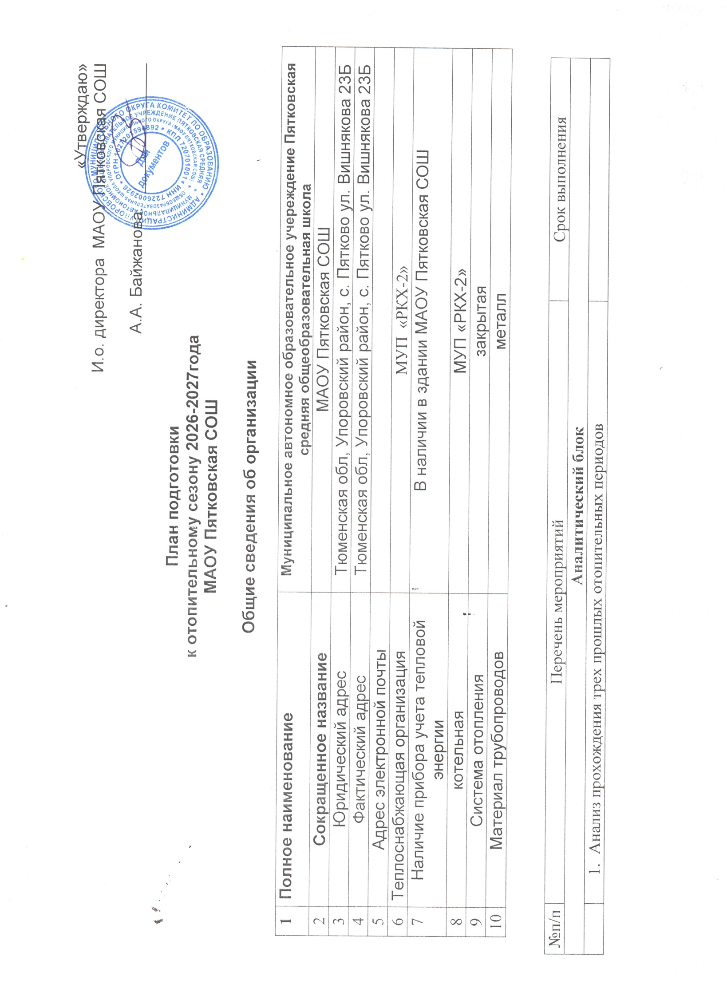 «Утверждаю»
И.о. директора МАОУ Пятковская СОШ
А.А. Байжанова
АДМИНИСТРАЦИЯ УПОРОВСКОГО МУНИЦИПАЛЬНОГО ОКРУГА КОМИТЕТ ПО ОБРАЗОВАНИЮ *
МУНИЦИПАЛЬНОЕ АВТОНОМНОЕ ОБЩЕОБРАЗОВАТЕЛЬНОЕ УЧРЕЖДЕНИЕ ПЯТКОВСКАЯ СРЕДНЯЯ *
ОБЩЕОБРАЗОВАТЕЛЬНАЯ ШКОЛА УПОРОВСКОГО МУНИЦИПАЛЬНОГО ОКРУГА (МАОУ ПЯТКОВСКАЯ СОШ) *
ИНН 7226002926 * ОГРН 1027201594892 * КПП 720701001 *
Для
документов
План подготовки
к отопительному сезону 2026-2027года
МАОУ Пятковская СОШ
Общие сведения об организации
1 Полное наименование Муниципальное автономное образовательное учреждение Пятковская
средняя общеобразовательная школа
2 Сокращенное название МАОУ Пятковская СОШ
3 Юридический адрес Тюменская обл, Упоровский район, с. Пятково ул. Вишнякова 23Б
4 Фактический адрес Тюменская обл, Упоровский район, с. Пятково ул. Вишнякова 23Б
5 Адрес электронной почты
6 Теплоснабжающая организация МУП «РКХ-2»
7 Наличие прибора учета тепловой В наличии в здании МАОУ Пятковская СОШ
энергии
8 котельная МУП «РКХ-2»
9 Система отопления закрытая
10 Материал трубопроводов металл
№п/п Перечень мероприятий Срок выполнения
Аналитический блок
1. Анализ прохождения трех прошлых отопительных периодов